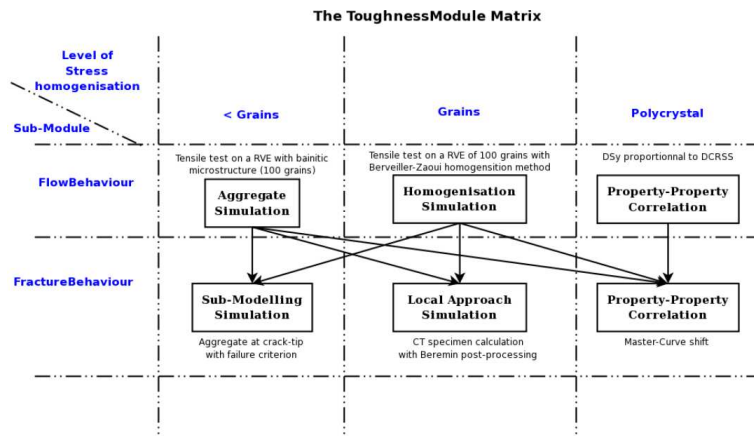 The ToughnessModule Matrix
Level of
Stress
homogenisation
Sub-Module
< Grains
Grains
Polycrystal
FlowBehaviour
Tensile test on a RVE with bainitic
microstructure (100 grains)
Aggregate
Simulation
Tensile test on a RVE of 100 grains with
Berveiller-Zaoui homogensition method
Homogenisation
Simulation
DSy proportionnal to DCRSS
Property-Property
Correlation
FractureBehaviour
Sub-Modelling
Simulation
Aggregate at crack-tip
with failure criterion
Local Approach
Simulation
CT specimen calculation
with Beremin post-processing
Property-Property
Correlation
Master-Curve shift